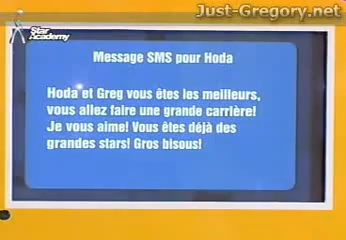 Just-Gregory.net
Star
Academy
Message SMS pour Hoda
Hoda et Greg vous êtes les meilleurs,
vous allez faire une grande carrière!
Je vous aime! Vous êtes déjà des
grandes stars! Gros bisous!